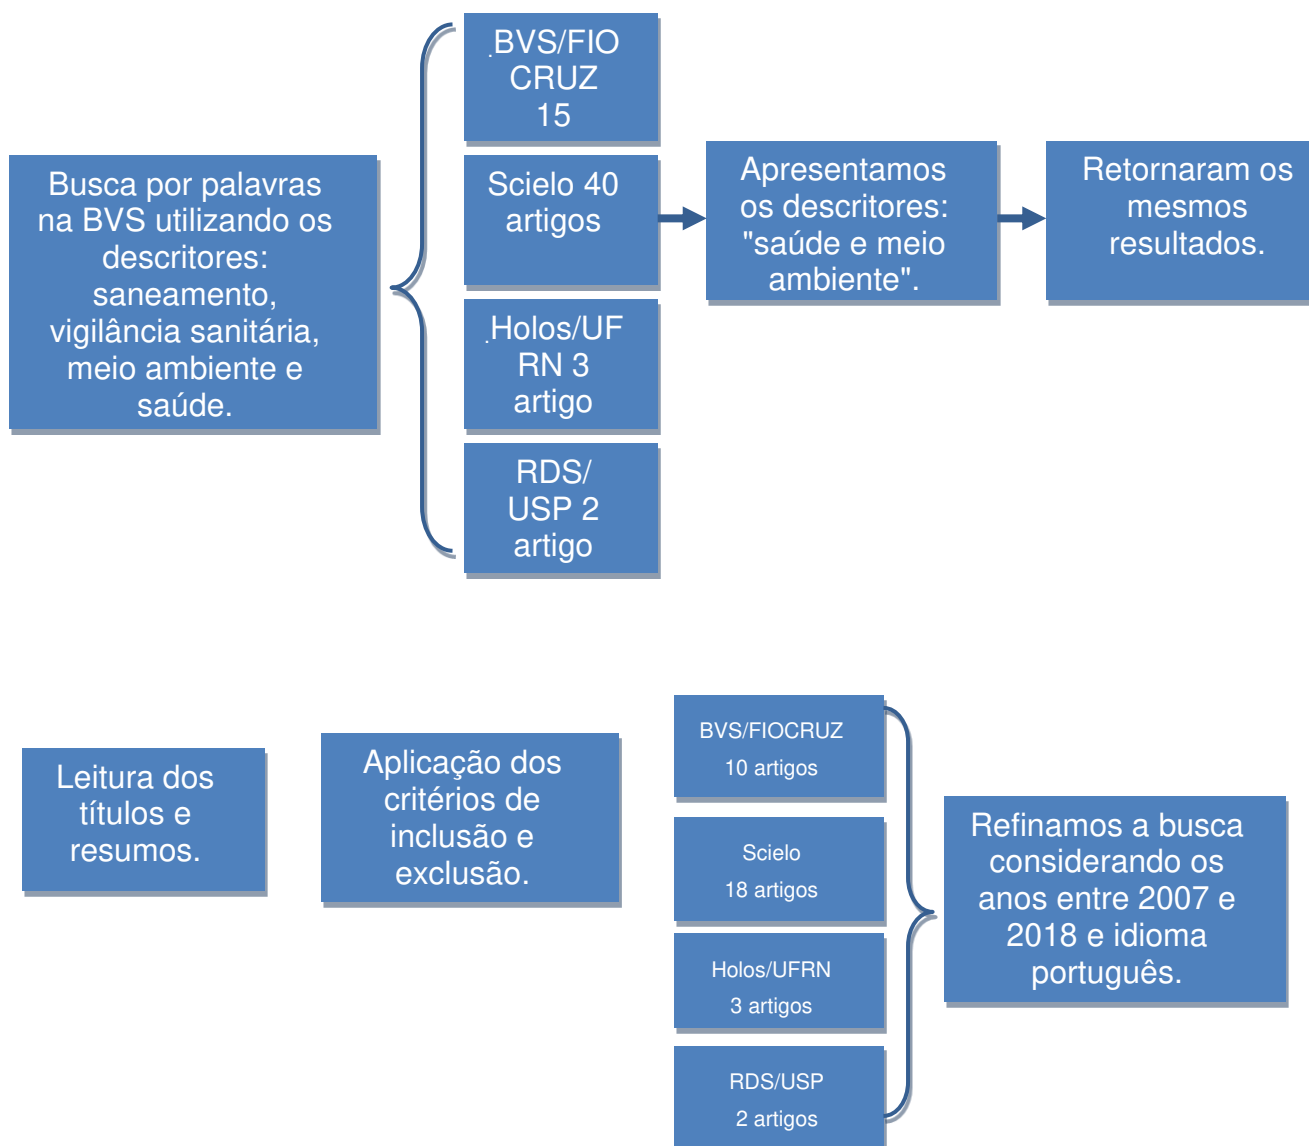 Busca por palavras
na BVS utilizando os
descritores:
saneamento,
vigilância sanitária,
meio ambiente e
saúde.
.BVS/FIO
CRUZ
15
Scielo 40
artigos
.Holos/UF
RN 3
artigo
RDS/
USP 2
artigo
Apresentamos
os descritores:
"saúde e meio
ambiente".
Retornaram os
mesmos
resultados.
Leitura dos
títulos e
resumos.
Aplicação dos
critérios de
inclusão e
exclusão.
BVS/FIOCRUZ
10 artigos
Scielo
18 artigos
Holos/UFRN
3 artigos
RDS/USP
2 artigos
Refinamos a busca
considerando os
anos entre 2007 e
2018 e idioma
português.